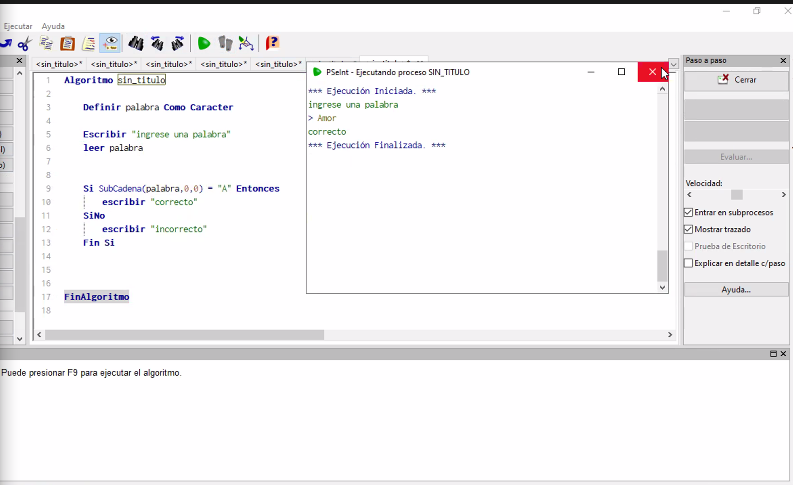 Ejecutar Ayuda
<sin_titulo>* <sin_titulo>* <sin_titulo>* <sin_titulo>* <sin_titulo>*
1 Algoritmo sin_titulo
2
3 Definir palabra Como Caracter
4
5 Escribir "ingrese una palabra"
6 leer palabra
7
8
9 Si SubCadena(palabra,0,0) = "A" Entonces
10 escribir "correcto"
11 SiNo
12 escribir "incorrecto"
13 Fin Si
14
15
16
17 FinAlgoritmo
18
PSeInt - Ejecutando proceso SIN_TITULO
*** Ejecución Iniciada. ***
ingrese una palabra
> Amor
correcto
*** Ejecución Finalizada. ***
Paso a paso
Cerrar
Evaluar...
Velocidad:
Entrar en subprocesos
Mostrar trazado
Prueba de Escritorio
Explicar en detalle c/paso
Ayuda...
Puede presionar F9 para ejecutar el algoritmo.